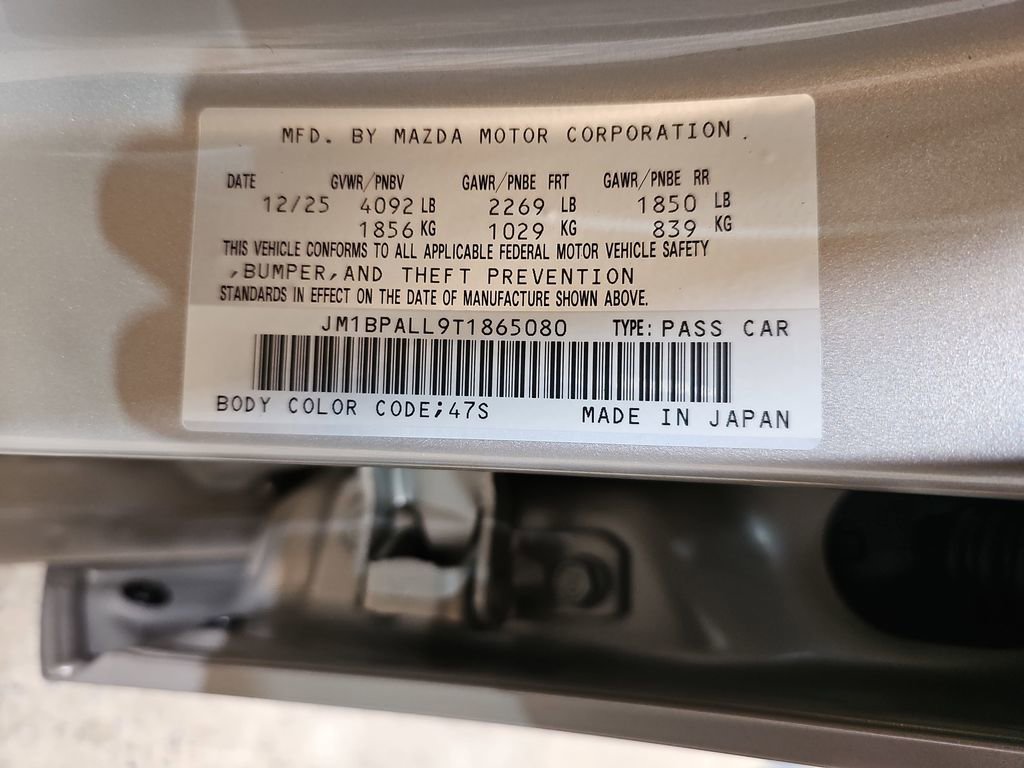 MFD. BY MAZDA MOTOR CORPORATION.
DATE GVWR/PNBV GAWR/PNBE FRT GAWR/PNBE RR
12/25 4092 LB 2269 LB 1850 LB
1856 KG 1029 KG 839 KG
THIS VEHICLE CONFORMS TO ALL APPLICABLE FEDERAL MOTOR VEHICLE SAFETY
,BUMPER,AND THEFT PREVENTION
STANDARDS IN EFFECT ON THE DATE OF MANUFACTURE SHOWN ABOVE.
JM1BPALL9T1865080 TYPE: PASS CAR
BODY COLOR CODE;47S MADE IN JAPAN